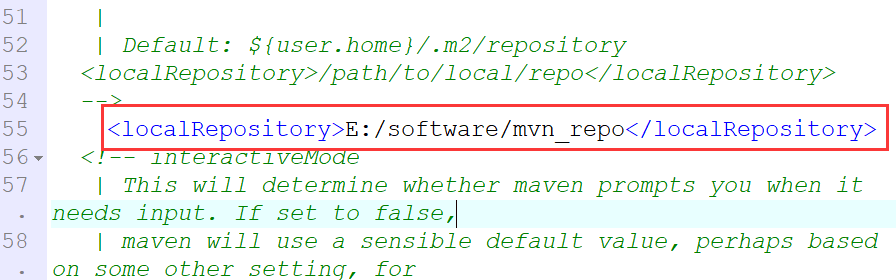 51 |
52 | Default: ${user.home}/.m2/repository
53 <localRepository>/path/to/local/repo</localRepository>
54 -->
55 <localRepository>E:/software/mvn_repo</localRepository>
56 <!-- interactiveMode
57 | This will determine whether maven prompts you when it
. needs input. If set to false,
58 | maven will use a sensible default value, perhaps based
. on some other setting, for